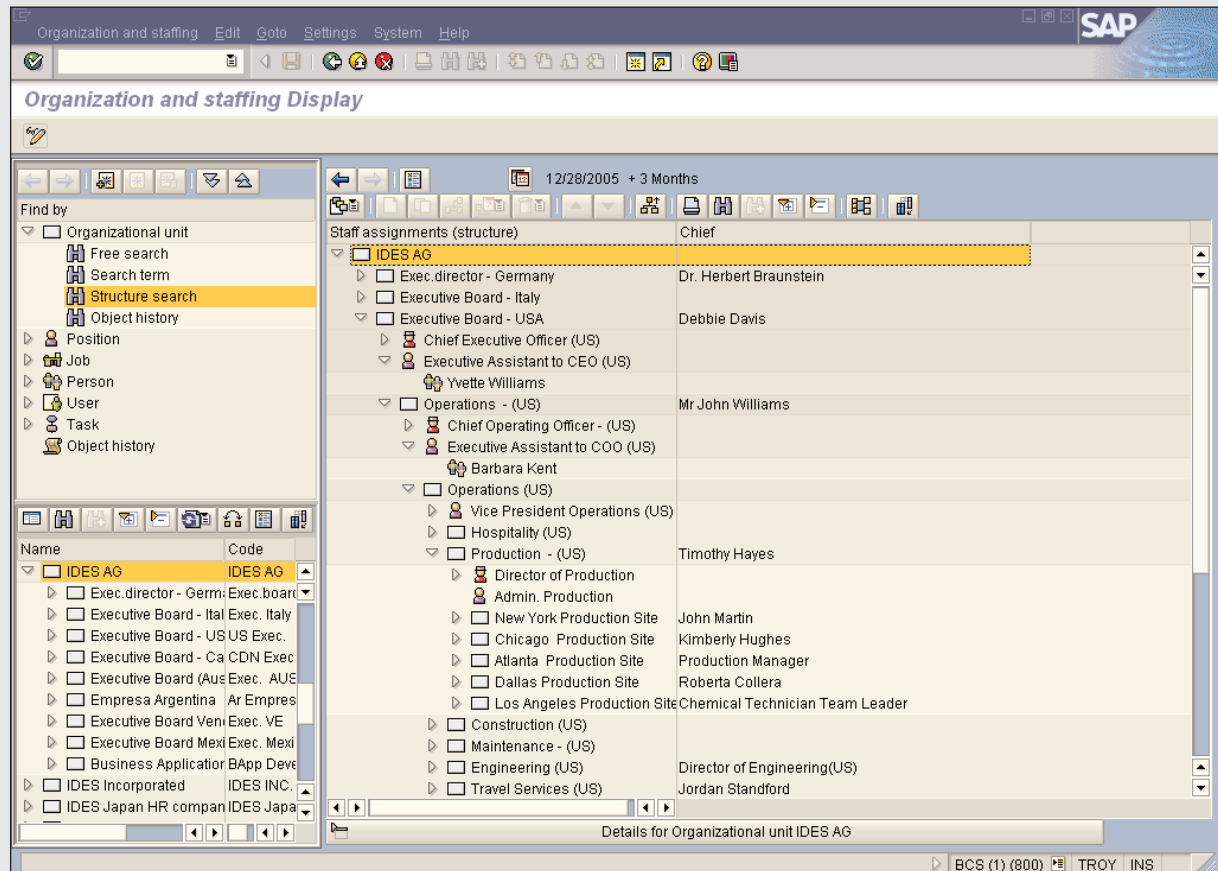 SAP
Organization and staffing Edit Goto Settings System Help
Organization and staffing Display
12/28/2005 + 3 Months
Find by
Organizational unit
Free search
Search term
Structure search
Object history
Position
Job
Person
User
Task
Object history
Name Code
IDES AG IDES AG
Exec.director - Germ Exec.board
Executive Board - Ital Exec. Italy
Executive Board - US US Exec.
Executive Board - Ca CDN Exec
Executive Board (Aus Exec. AUS
Empresa Argentina Ar Empres
Executive Board Ven Exec. VE
Executive Board Mexi Exec. Mexi
Business Application BApp Deve
IDES Incorporated IDES INC.
IDES Japan HR compan IDES Japa
Staff assignments (structure) Chief
IDES AG
Exec.director - Germany Dr. Herbert Braunstein
Executive Board - Italy
Executive Board - USA Debbie Davis
Chief Executive Officer (US)
Executive Assistant to CEO (US)
Yvette Williams
Operations - (US) Mr John Williams
Chief Operating Officer - (US)
Executive Assistant to COO (US)
Barbara Kent
Operations (US)
Vice President Operations (US)
Hospitality (US)
Production - (US) Timothy Hayes
Director of Production
Admin. Production
New York Production Site John Martin
Chicago Production Site Kimberly Hughes
Atlanta Production Site Production Manager
Dallas Production Site Roberta Collera
Los Angeles Production Site Chemical Technician Team Leader
Construction (US)
Maintenance - (US)
Engineering (US) Director of Engineering(US)
Travel Services (US) Jordan Standford
Details for Organizational unit IDES AG
BCS (1) (800) TROY INS